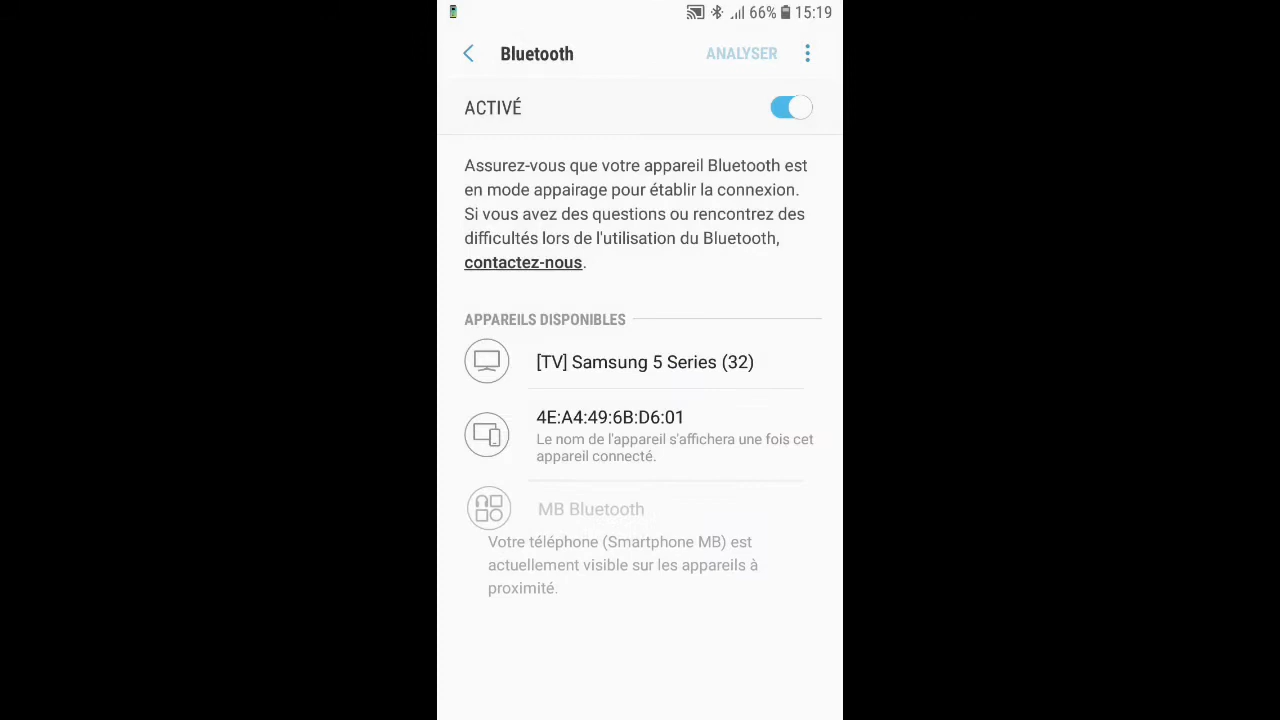 66% 15:19
Bluetooth ANALYSER
ACTIVÉ
Assurez-vous que votre appareil Bluetooth est
en mode appairage pour établir la connexion.
Si vous avez des questions ou rencontrez des
difficultés lors de l'utilisation du Bluetooth,
contactez-nous.
APPAREILS DISPONIBLES
[TV] Samsung 5 Series (32)
4E:A4:49:6B:D6:01
Le nom de l'appareil s'affichera une fois cet
appareil connecté.
MB Bluetooth
Votre téléphone (Smartphone MB) est
actuellement visible sur les appareils à
proximité.